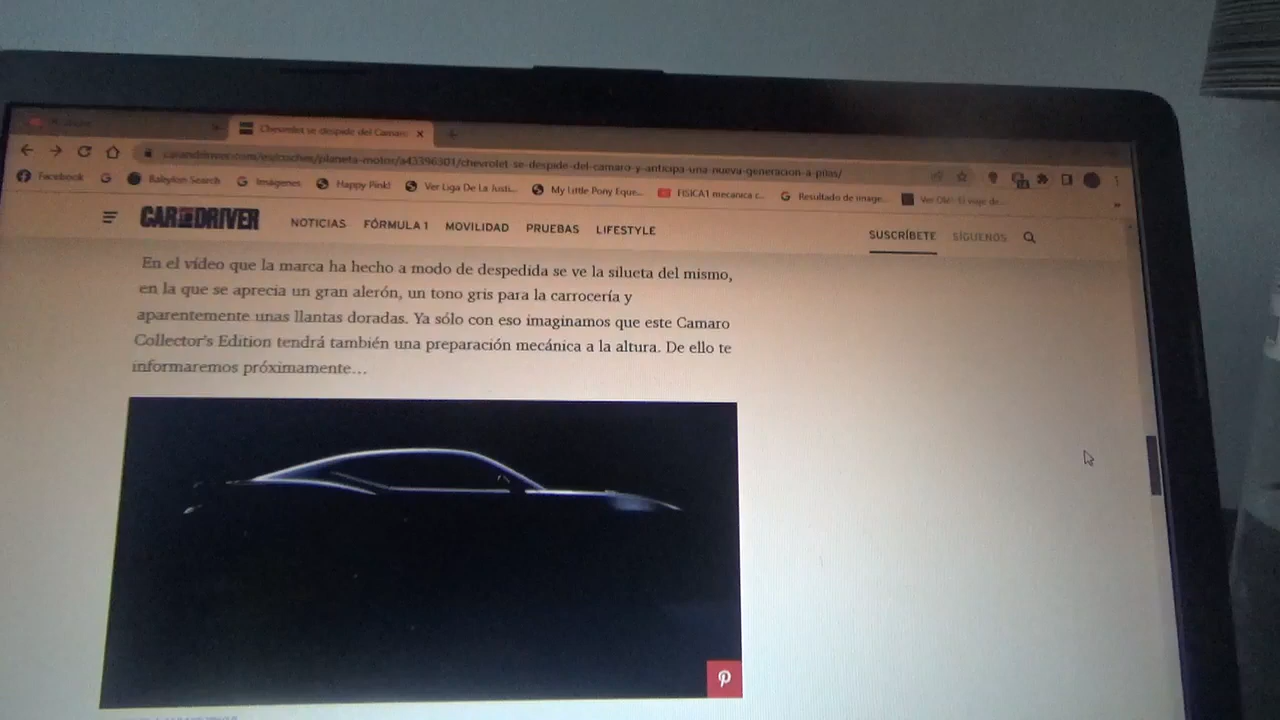 Chevrolet se despide del Camaro
carandriver.com/es/coches/planeta-motor/a43396301/chevrolet-se-despide-del-camaro-y-anticipa-una-nueva-generacion-a-pilas/
Facebook Babylon Search Imágenes Happy Pink! Ver Liga De La Justi... My Little Pony Eque... FISICA1 mecanica c... Resultado de image... Ver Olé: El viaje de...
CAR AND DRIVER NOTICIAS FÓRMULA 1 MOVILIDAD PRUEBAS LIFESTYLE SUSCRÍBETE SÍGUENOS
En el vídeo que la marca ha hecho a modo de despedida se ve la silueta del mismo,
en la que se aprecia un gran alerón, un tono gris para la carrocería y
aparentemente unas llantas doradas. Ya sólo con eso imaginamos que este Camaro
Collector's Edition tendrá también una preparación mecánica a la altura. De ello te
informaremos próximamente...